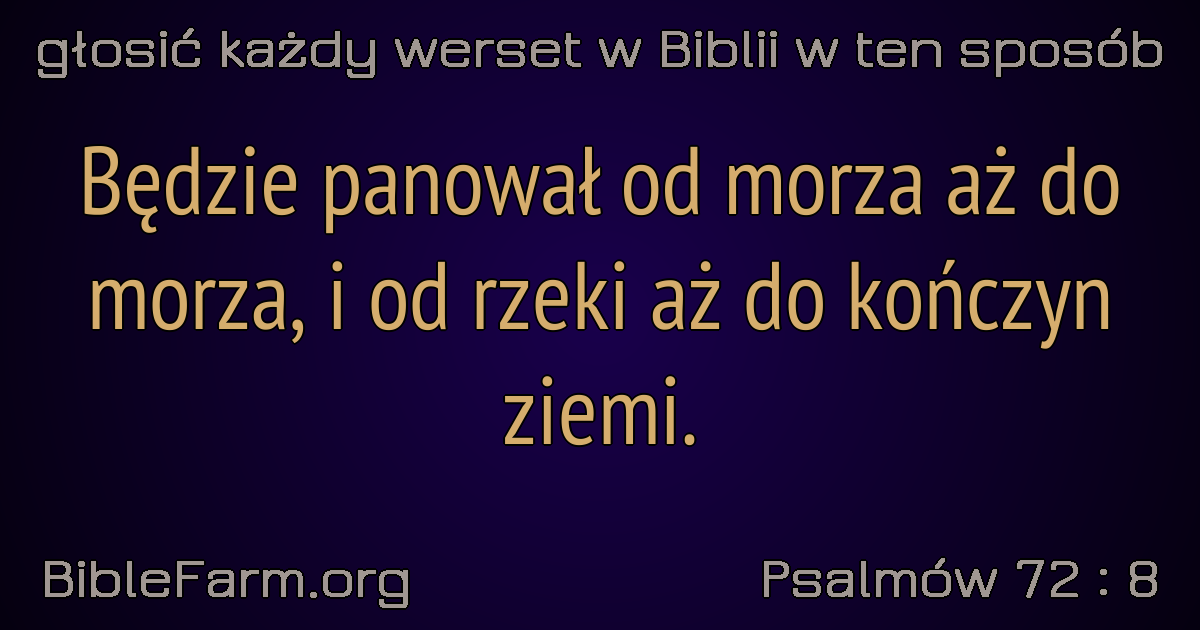 głosić każdy werset w Biblii w ten sposób
Będzie panował od morza aż do
morza, i od rzeki aż do kończyn
ziemi.
BibleFarm.org
Psalmów 72 : 8